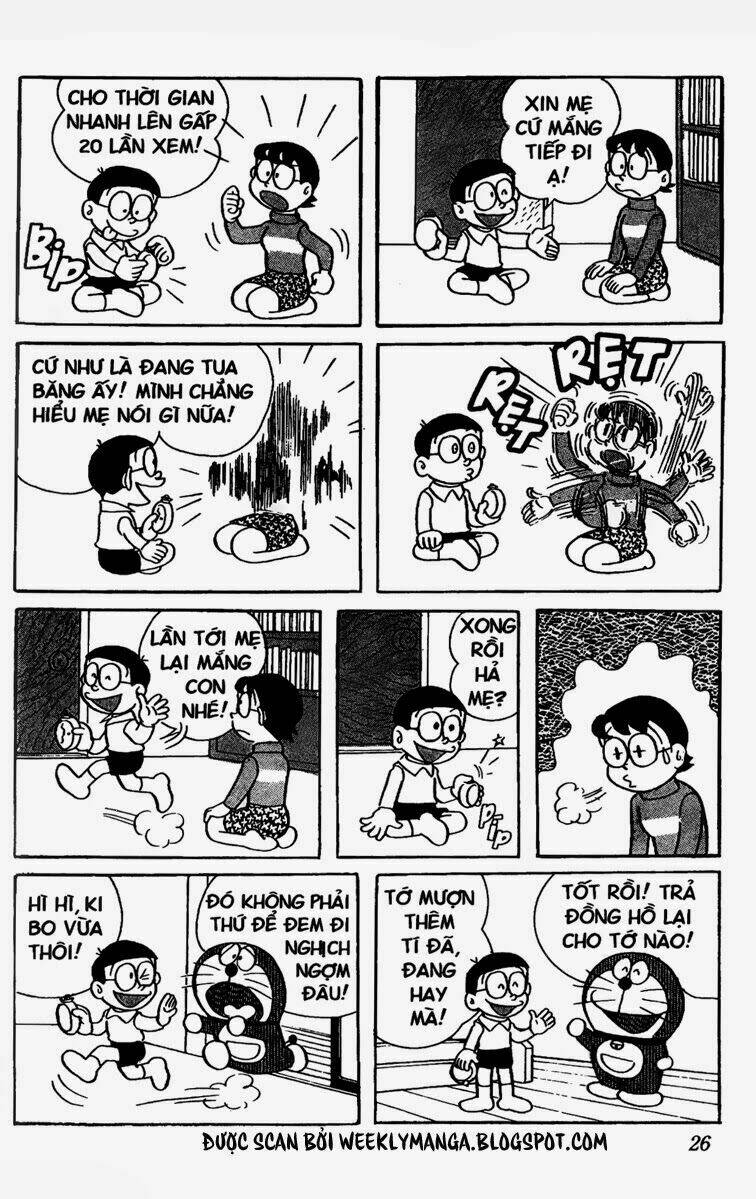 XIN MẸ
CỨ MẮNG
TIẾP ĐI
Ạ!
CHO THỜI GIAN
NHANH LÊN GẤP
20 LẦN XEM!
BỊP
RẸT
RẸT
CỨ NHƯ LÀ ĐANG TUA
BĂNG ẤY! MÌNH CHẲNG
HIỂU MẸ NÓI GÌ NỮA!
XONG
RỒI
HẢ
MẸ?
PÍP
LẦN TỚI MẸ
LẠI MẮNG
CON
NHÉ!
TỐT RỒI! TRẢ
ĐỒNG HỒ LẠI
CHO TỚ NÀO!
TỚ MƯỢN
THÊM
TÍ ĐÃ,
ĐANG
HAY
MÀ!
ĐÓ KHÔNG PHẢI
THỨ ĐỂ ĐEM ĐI
NGHỊCH
NGỢM
ĐÂU!
HÌ HÌ, KI
BO VỪA
THÔI!
ĐƯỢC SCAN BỞI WEEKLYMANGA.BLOGSPOT.COM
26